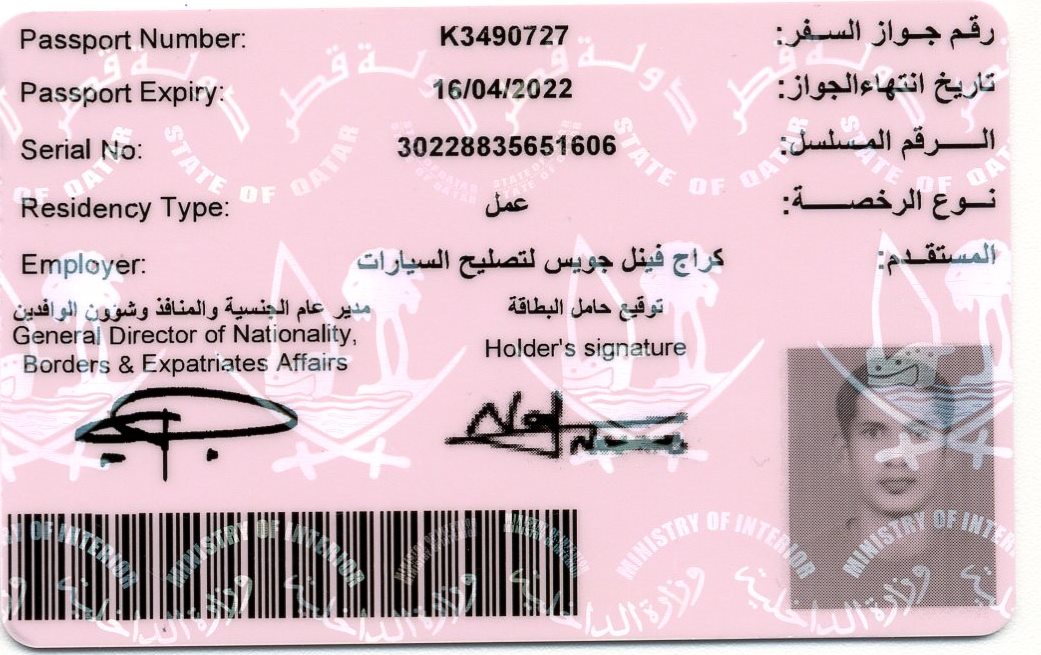 Passport Number: K3490727 رقم جواز السفر:
Passport Expiry: 16/04/2022 تاريخ انتهاءالجواز:
Serial No: 30228835651606 الرقم المسلسل:
Residency Type: عمل نوع الرخصة:
Employer: كراج فينل جويس لتصليح السيارات المستقدم:
مدير عام الجنسية والمنافذ وشؤون الوافدين توقيع حامل البطاقة
General Director of Nationality,
Borders & Expatriates Affairs
Holder's signature
دولة قطر
STATE OF QATAR
MINISTRY OF INTERIOR
وزارة الداخلية